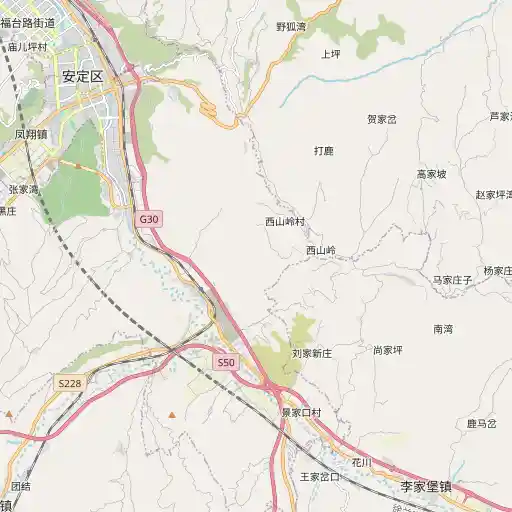 福台路街道
野狐湾
庙儿坪村
上坪
安定区
贺家岔
芦家
凤翔镇
打鹿
高家坡
张家湾
赵家坪湾
黑庄
G30
西山岭村
西山岭
杨家庄
马家庄子
南湾
刘家新庄
尚家坪
S50
S228
景家口村
鹿马岔
花川
王家岔口
团结
李家堡镇
镇